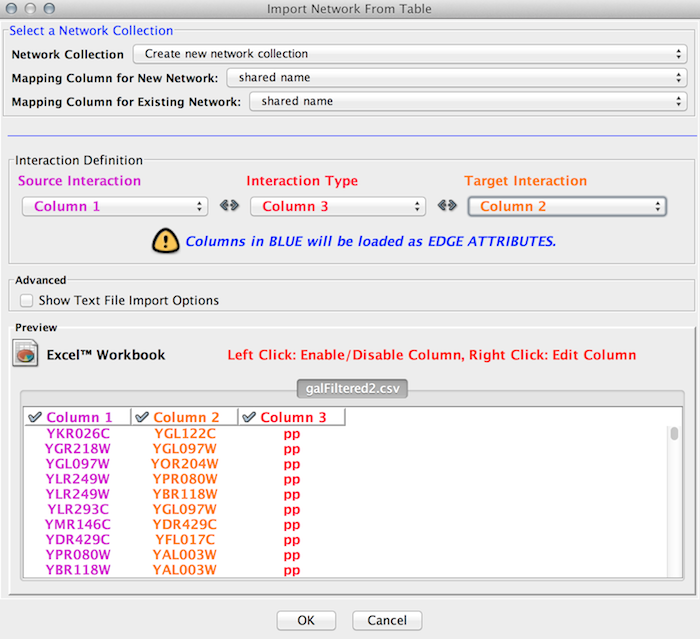 Import Network From Table
Select a Network Collection
Network Collection Create new network collection
Mapping Column for New Network: shared name
Mapping Column for Existing Network: shared name
Interaction Definition
Source Interaction Interaction Type Target Interaction
Column 1 Column 3 Column 2
Columns in BLUE will be loaded as EDGE ATTRIBUTES.
Advanced
Show Text File Import Options
Preview
Excel™ Workbook Left Click: Enable/Disable Column, Right Click: Edit Column
galFiltered2.csv
Column 1 Column 2 Column 3
YKR026C YGL122C pp
YGR218W YGL097W pp
YGL097W YOR204W pp
YLR249W YPR080W pp
YLR249W YBR118W pp
YLR293C YGL097W pp
YMR146C YDR429C pp
YDR429C YFL017C pp
YPR080W YAL003W pp
YBR118W YAL003W pp
OK Cancel